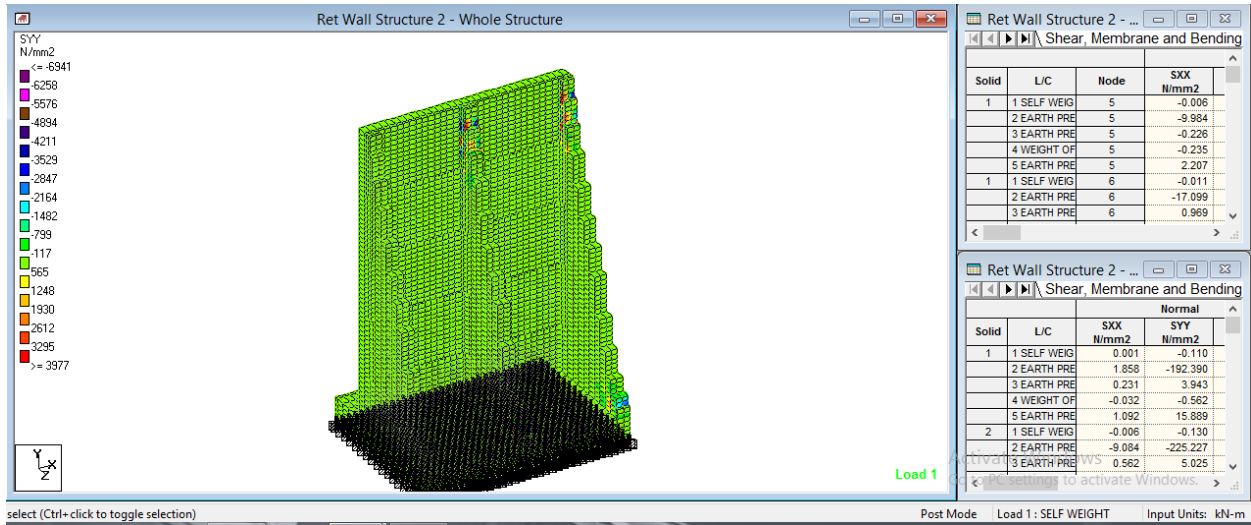 Ret Wall Structure 2 - Whole Structure
SYY
N/mm2
<= -6941
-6258
-5576
-4894
-4211
-3529
-2847
-2164
-1482
-799
-117
565
1248
1930
2612
3295
>= 3977
Y
X
Z
Load 1
Ret Wall Structure 2 - ...
Shear, Membrane and Bending
Solid L/C Node SXX N/mm2
1 1 SELF WEIG 5 -0.006
2 EARTH PRE 5 -9.984
3 EARTH PRE 5 -0.226
4 WEIGHT OF 5 -0.235
5 EARTH PRE 5 2.207
1 1 SELF WEIG 6 -0.011
2 EARTH PRE 6 -17.099
3 EARTH PRE 6 0.969
Ret Wall Structure 2 - ...
Shear, Membrane and Bending
Normal
Solid L/C SXX N/mm2 SYY N/mm2
1 1 SELF WEIG 0.001 -0.110
2 EARTH PRE 1.858 -192.390
3 EARTH PRE 0.231 3.943
4 WEIGHT OF -0.032 -0.562
5 EARTH PRE 1.092 15.889
2 1 SELF WEIG -0.006 -0.130
2 EARTH PRE -9.084 -225.227
3 EARTH PRE 0.562 5.025
Activate Windows
Go to PC settings to activate Windows.
select (Ctrl+click to toggle selection)
Post Mode
Load 1 : SELF WEIGHT
Input Units: kN-m